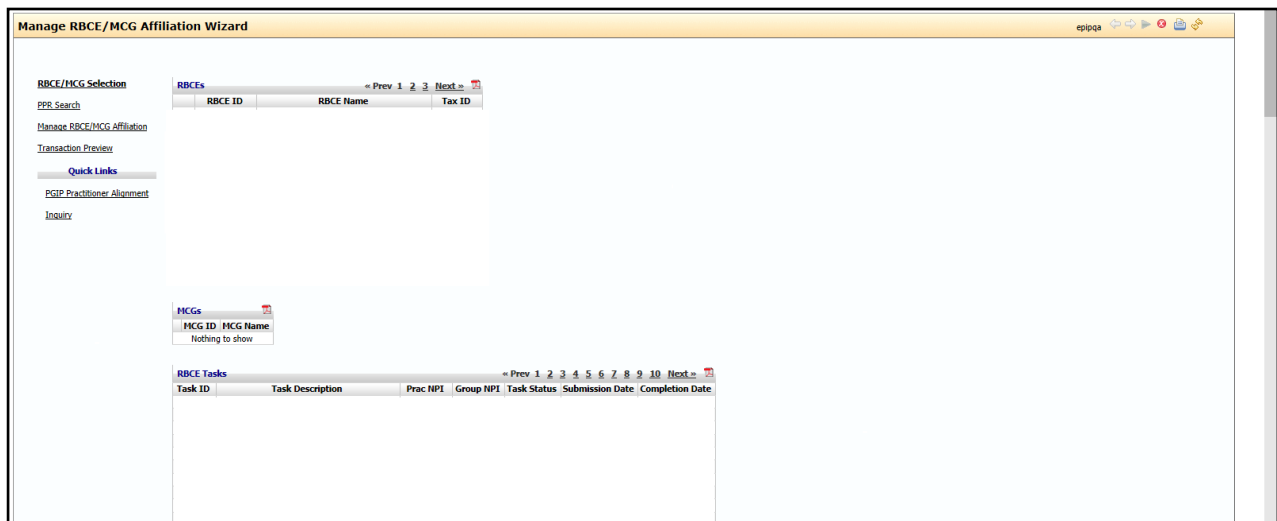 Manage RBCE/MCG Affiliation Wizard
epipqa
RBCE/MCG Selection
PPR Search
Manage RBCE/MCG Affiliation
Transaction Preview
Quick Links
PGIP Practitioner Alignment
Inquiry
RBCEs « Prev 1 2 3 Next »
RBCE ID RBCE Name Tax ID
MCGs
MCG ID MCG Name
Nothing to show
RBCE Tasks « Prev 1 2 3 4 5 6 7 8 9 10 Next »
Task ID Task Description Prac NPI Group NPI Task Status Submission Date Completion Date